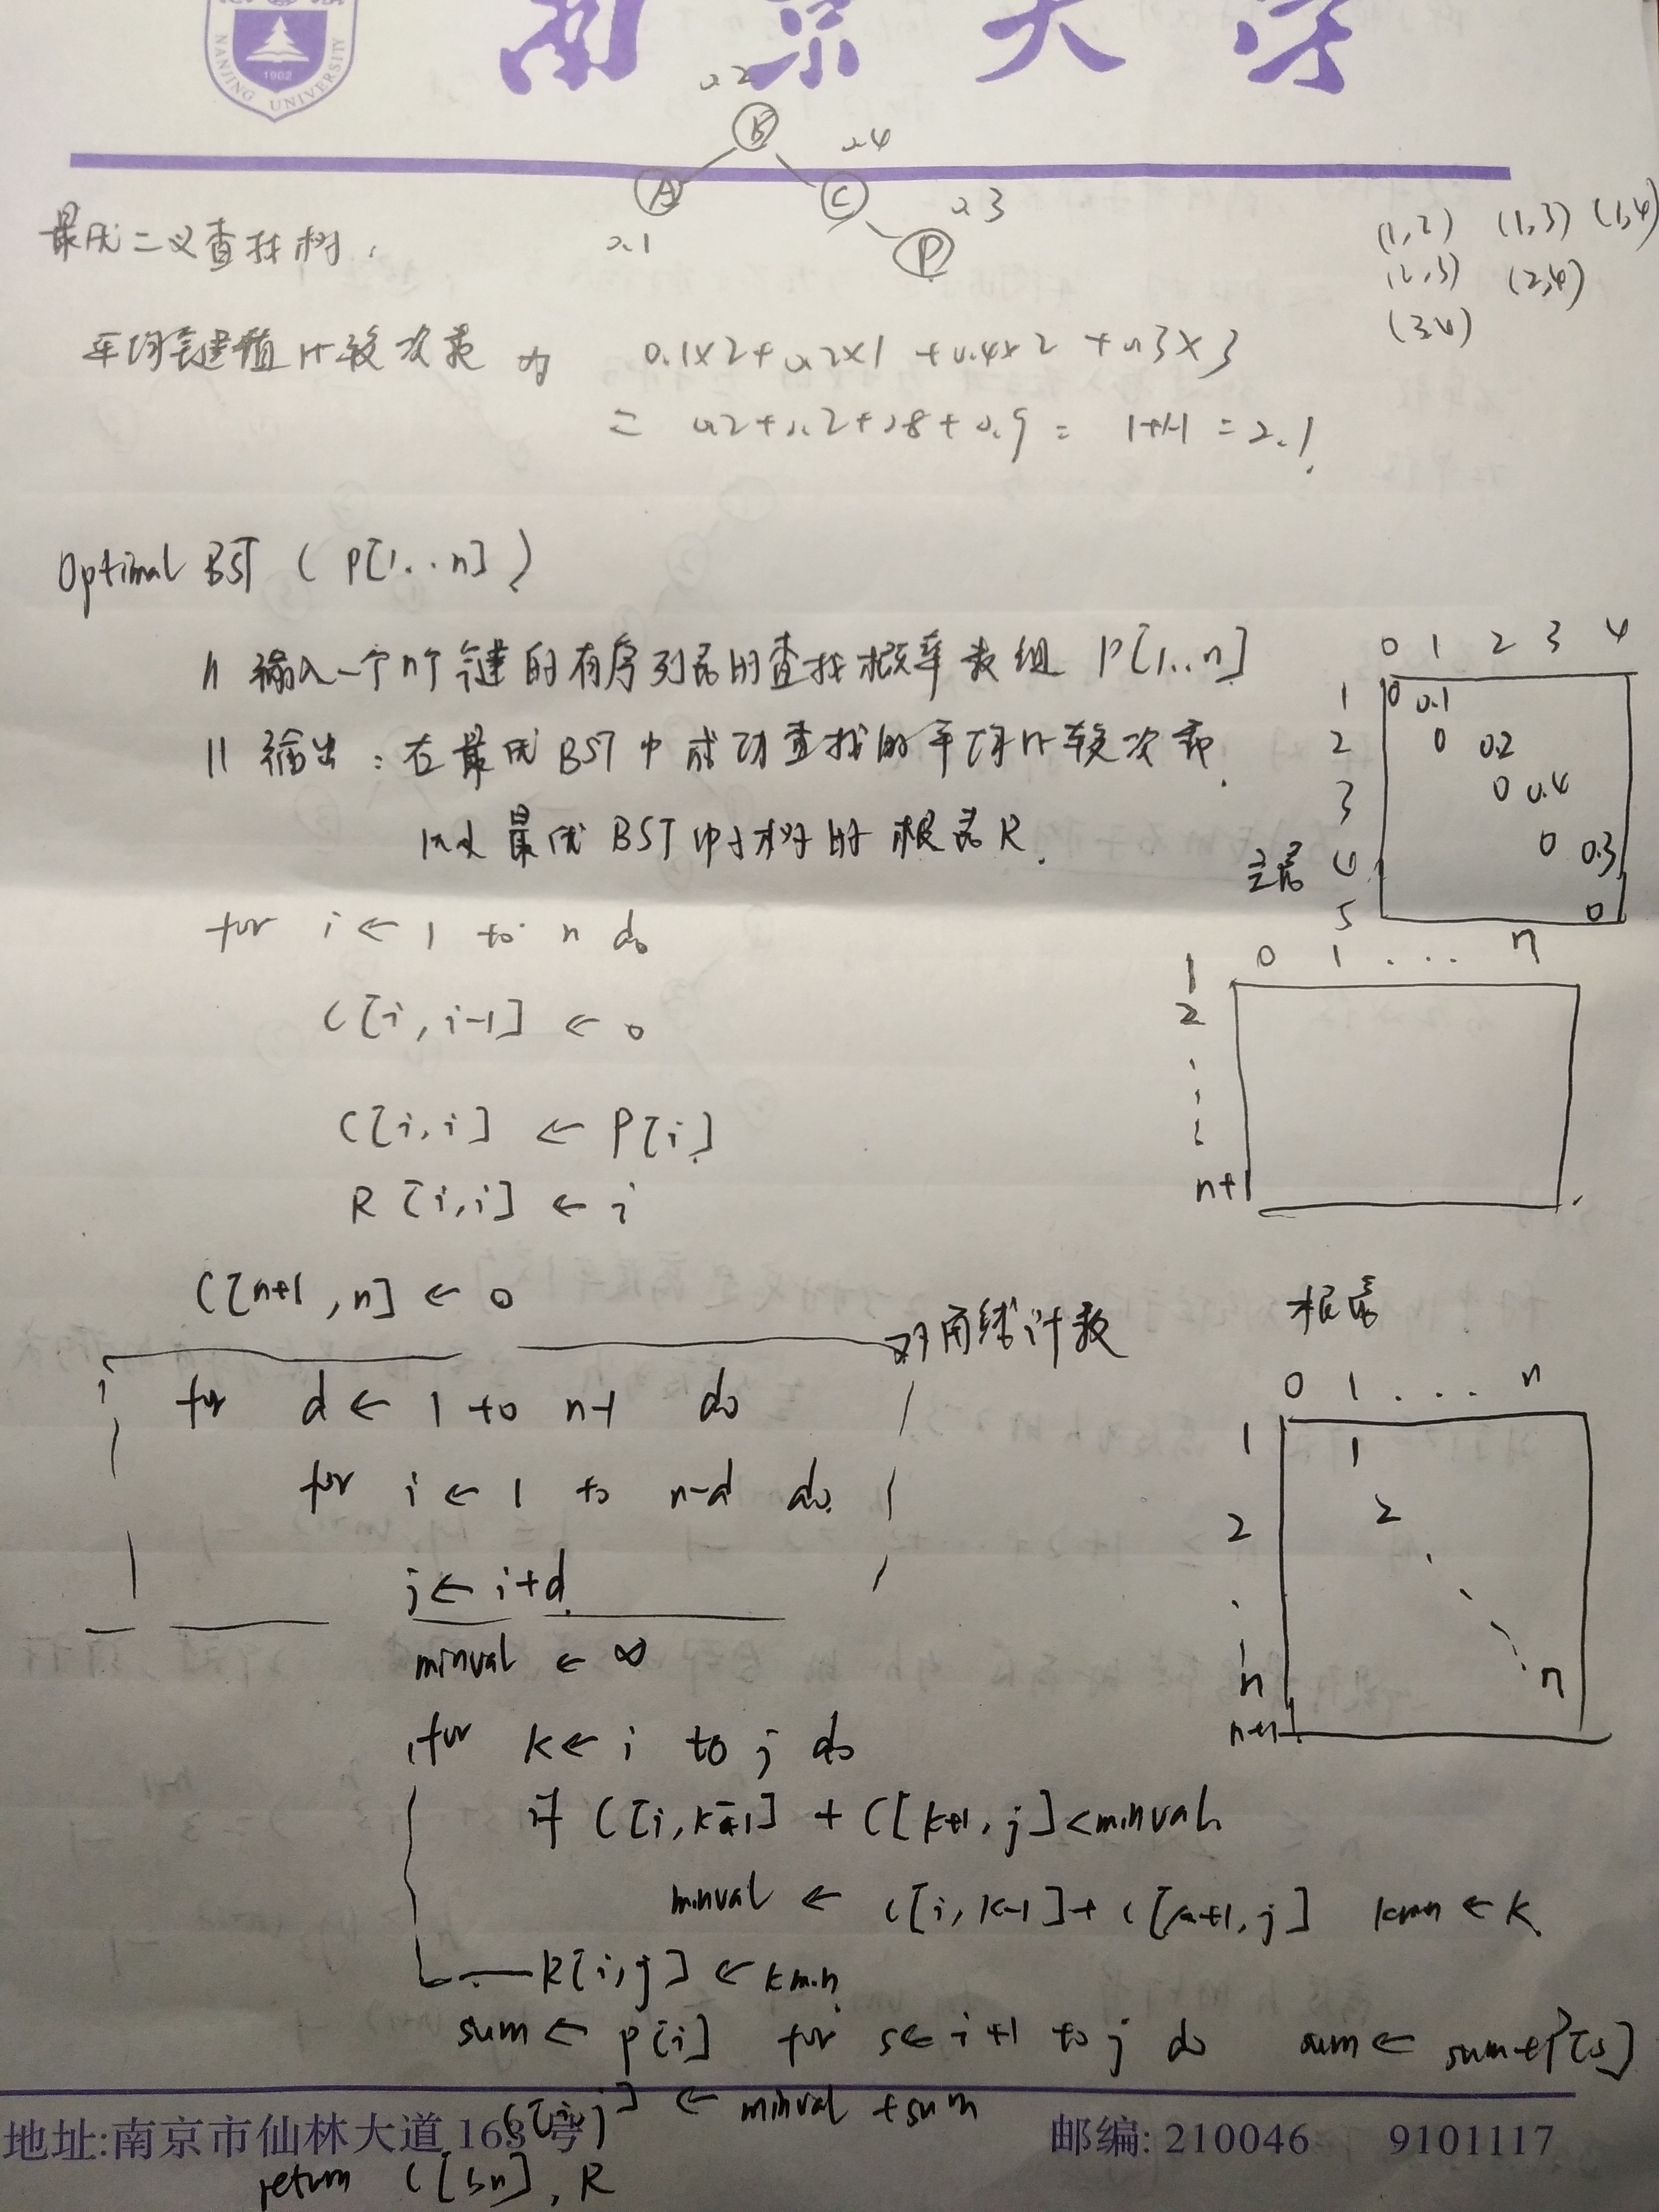 NANJING UNIVERSITY
1902
南京大学
0.2
B
0.4
A
C
0.3
0.1
P
(1,2) (1,3) (1,4)
(2,3) (2,4)
(3,4)
最优二叉查找树.
平均键值比较次数为 0.1×2+0.2×1+0.4×2+0.3×3
= 0.2+0.2+0.8+0.9 = 1+1.1 = 2.1.
Optimal BST ( P[1..n] )
// 输入一个n个键的有序列表的查找概率数组 P[1..n]
// 输出: 在最优BST中成功查找的平均比较次数.
以及最优BST中子树的根表R.
0 1 2 3 4
1 0 0.1
2 0 0.2
3 0 0.4
主表 4 0 0.3
5 0
for i ← 1 to n do
C[i, i-1] ← 0
C[i,i] ← P[i]
R[i,i] ← i
C[n+1, n] ← 0
0 1 ... n
1
2
n+1
对角线计数
for d ← 1 to n-1 do
for i ← 1 to n-d do
j ← i+d
minval ← ∞
for k ← i to j do
if C[i, k-1] + C[k+1, j] < minval
minval ← C[i, k-1] + C[k+1, j] kmin ← k
R[i,j] ← kmin
sum ← P[i] for s ← i+1 to j do sum ← sum+P[s]
C[i,j] ← minval + sum
return C[1,n], R
根表
0 1 ... n
1 1
2 2
n n
n+1
地址:南京市仙林大道 163 号 邮编: 210046 9101117